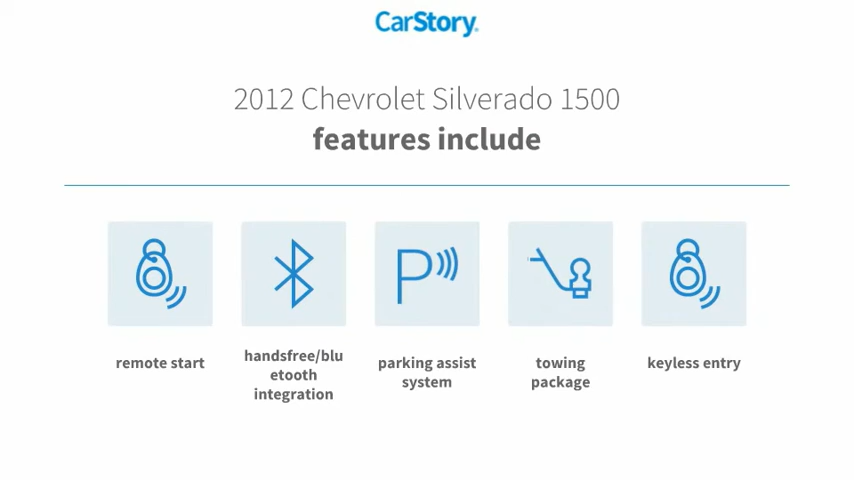 CarStory.
2012 Chevrolet Silverado 1500
features include
remote start
handsfree/blu
etooth
integration
parking assist
system
towing
package
keyless entry